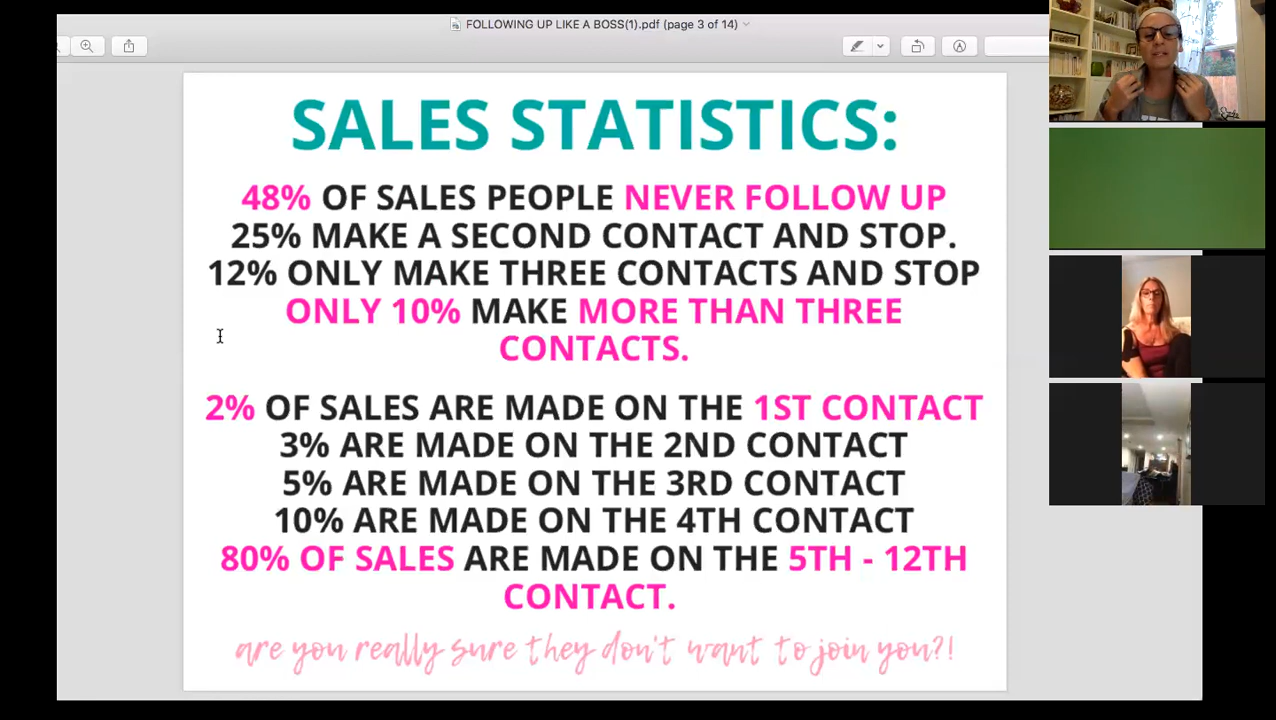 FOLLOWING UP LIKE A BOSS(1).pdf (page 3 of 14)
SALES STATISTICS:
48% OF SALES PEOPLE NEVER FOLLOW UP
25% MAKE A SECOND CONTACT AND STOP.
12% ONLY MAKE THREE CONTACTS AND STOP
ONLY 10% MAKE MORE THAN THREE
CONTACTS.
2% OF SALES ARE MADE ON THE 1ST CONTACT
3% ARE MADE ON THE 2ND CONTACT
5% ARE MADE ON THE 3RD CONTACT
10% ARE MADE ON THE 4TH CONTACT
80% OF SALES ARE MADE ON THE 5TH - 12TH
CONTACT.
are you really sure they don't want to join you?!